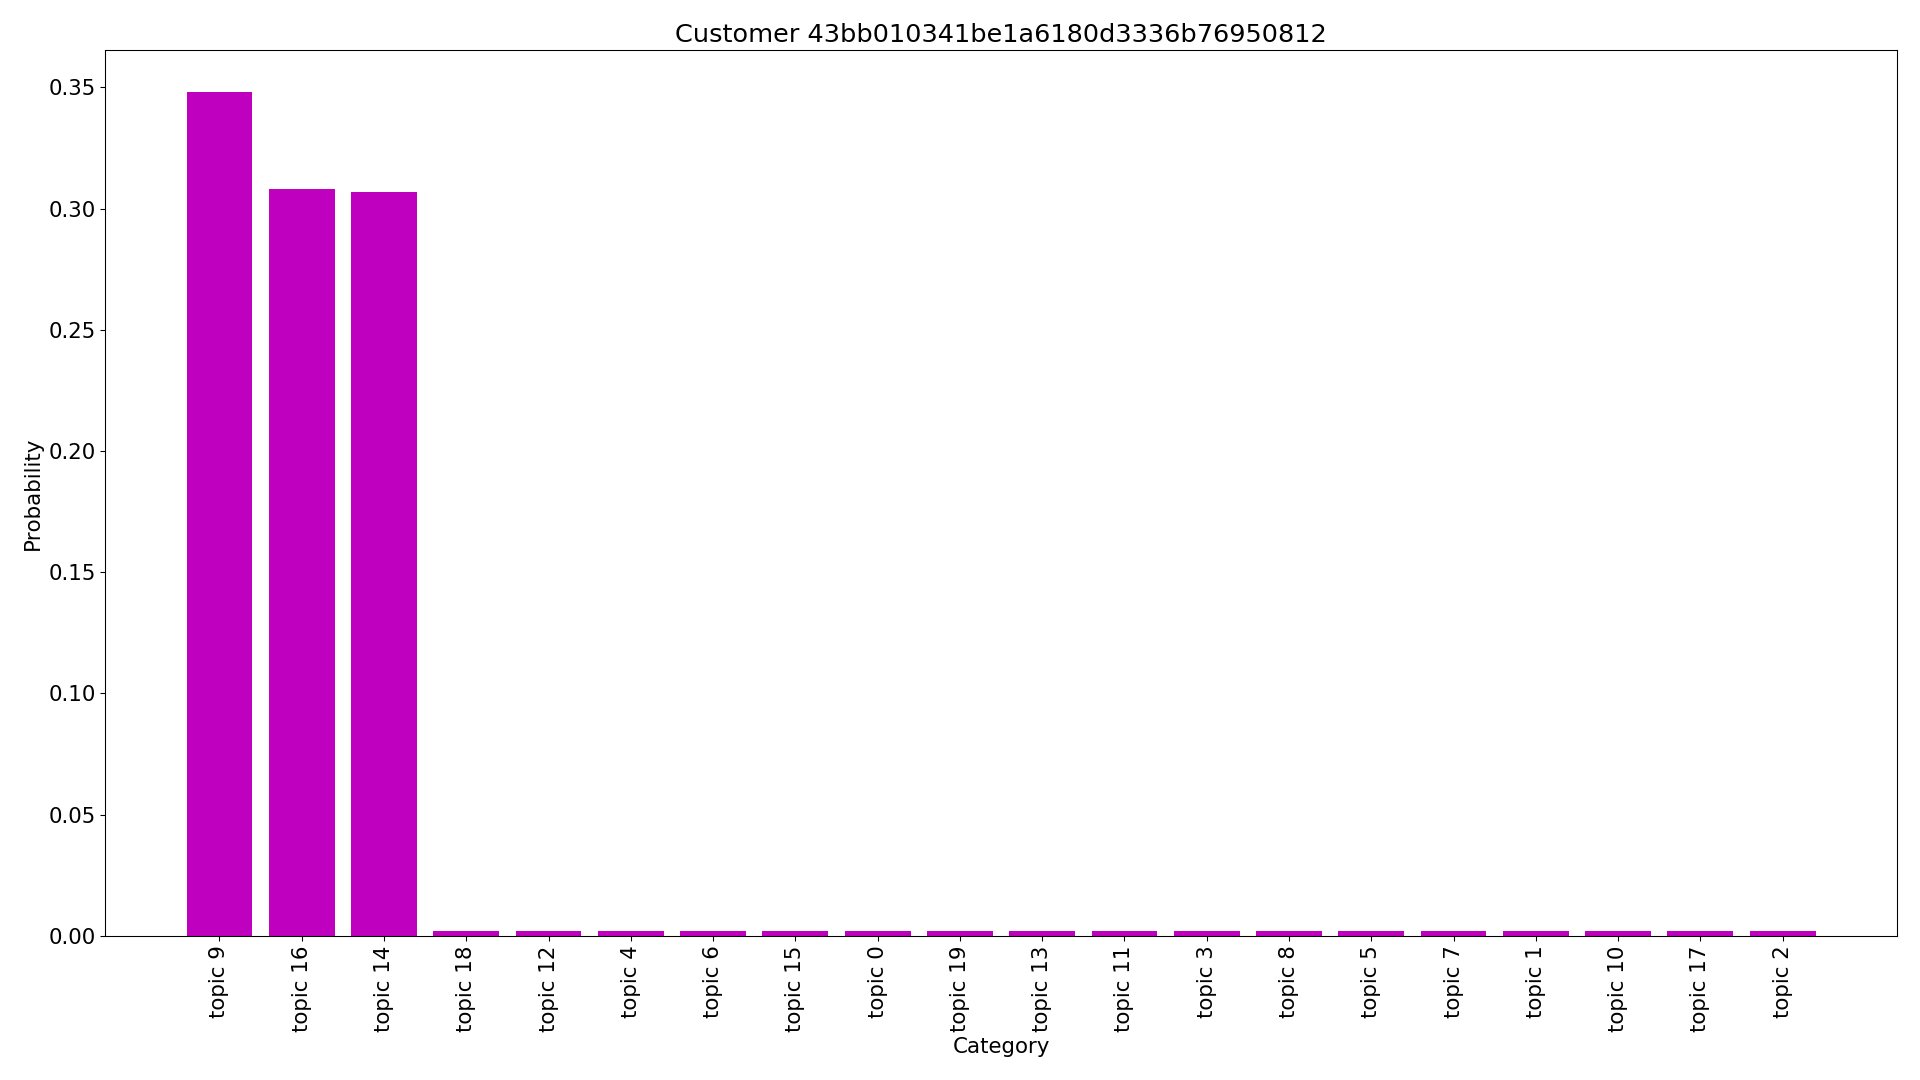 Customer 43bb010341be1a6180d3336b76950812
Probability
0.35
0.30
0.25
0.20
0.15
0.10
0.05
0.00
topic 9
topic 16
topic 14
topic 18
topic 12
topic 4
topic 6
topic 15
topic 0
topic 19
topic 13
topic 11
topic 3
topic 8
topic 5
topic 7
topic 1
topic 10
topic 17
topic 2
Category